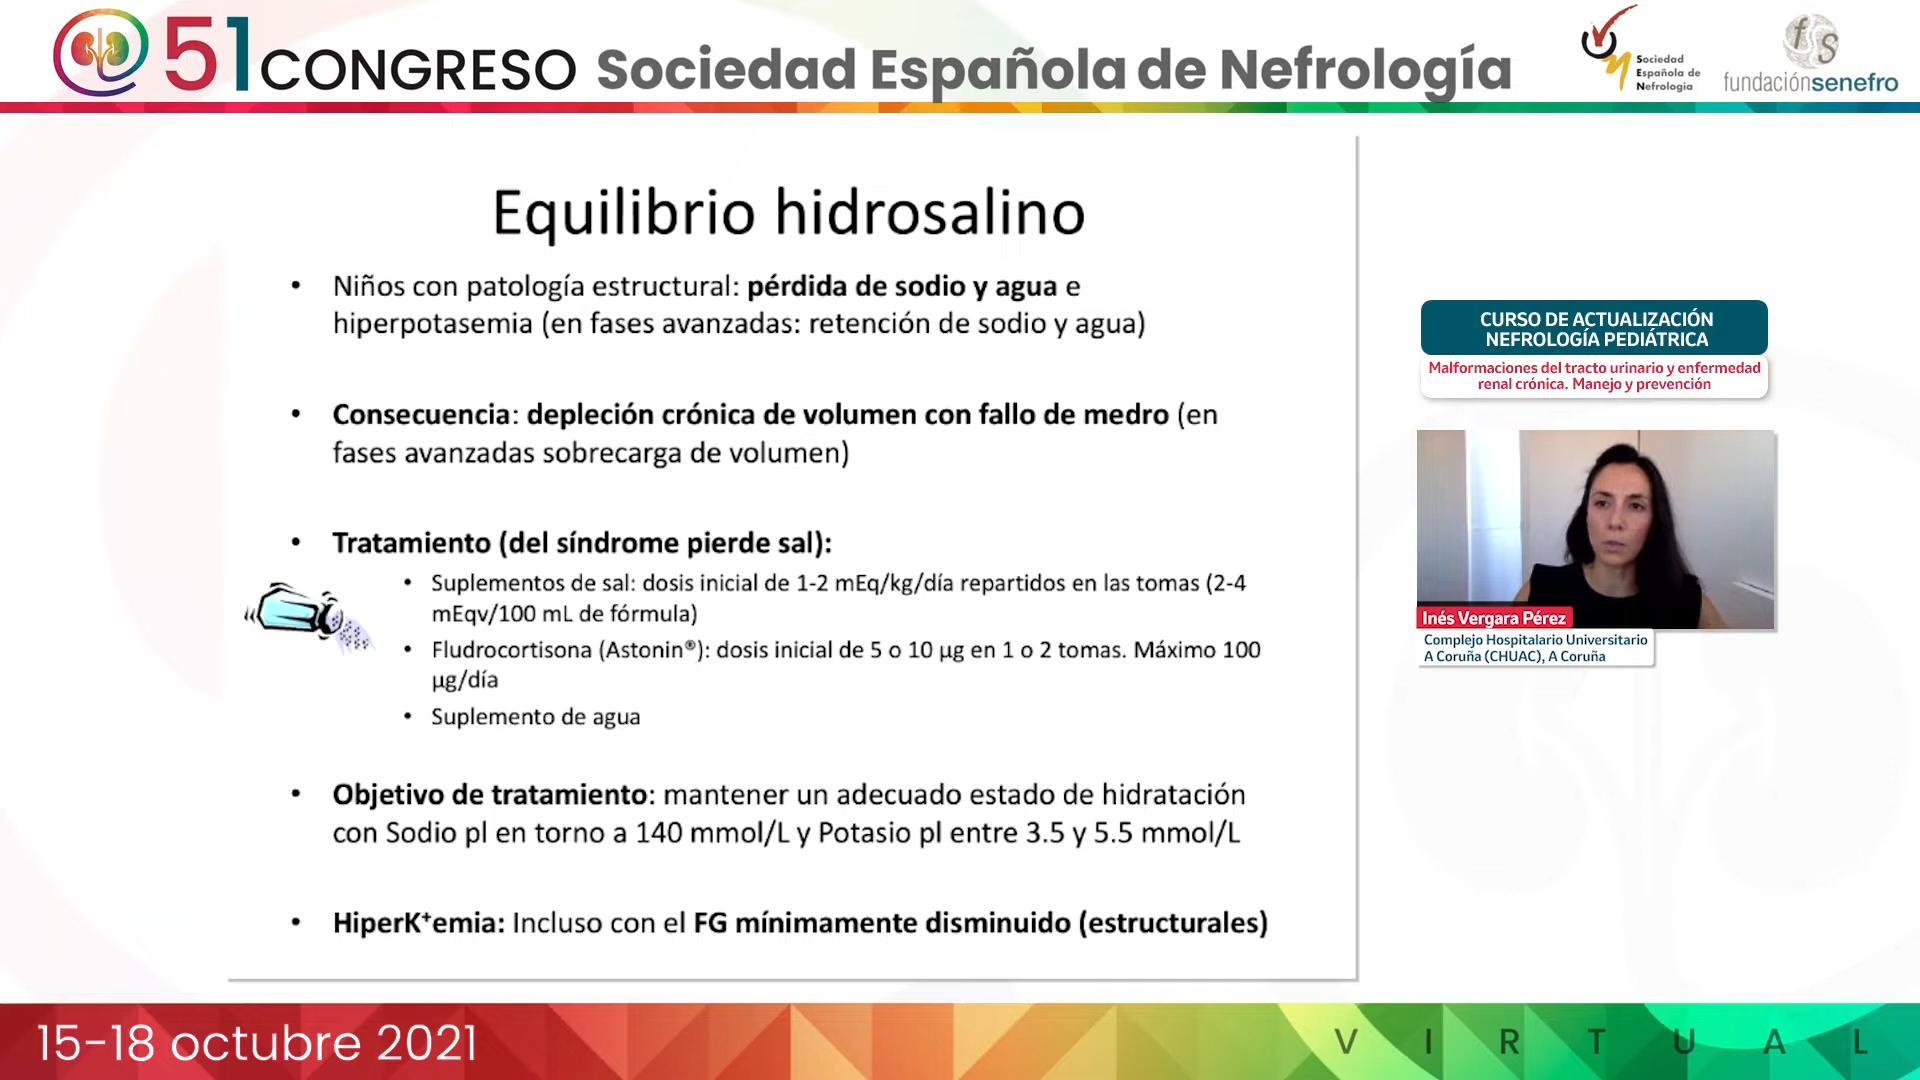 51 CONGRESO Sociedad Española de Nefrología
Sociedad
Española de
Nefrología
fs
fundaciónsenefro
Equilibrio hidrosalino
• Niños con patología estructural: pérdida de sodio y agua e
hiperpotasemia (en fases avanzadas: retención de sodio y agua)
• Consecuencia: depleción crónica de volumen con fallo de medro (en
fases avanzadas sobrecarga de volumen)
• Tratamiento (del síndrome pierde sal):
• Suplementos de sal: dosis inicial de 1-2 mEq/kg/día repartidos en las tomas (2-4
mEqv/100 mL de fórmula)
• Fludrocortisona (Astonin®): dosis inicial de 5 o 10 µg en 1 o 2 tomas. Máximo 100
µg/día
• Suplemento de agua
• Objetivo de tratamiento: mantener un adecuado estado de hidratación
con Sodio pl en torno a 140 mmol/L y Potasio pl entre 3.5 y 5.5 mmol/L
• HiperK⁺emia: Incluso con el FG mínimamente disminuido (estructurales)
CURSO DE ACTUALIZACIÓN
NEFROLOGÍA PEDIÁTRICA
Malformaciones del tracto urinario y enfermedad
renal crónica. Manejo y prevención
Inés Vergara Pérez
Complejo Hospitalario Universitario
A Coruña (CHUAC), A Coruña
15-18 octubre 2021
VIRTUAL